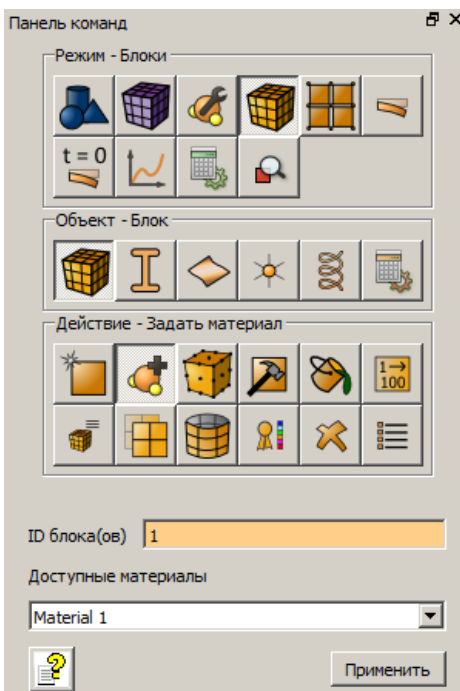 Панель команд
Режим - Блоки
t = 0
Объект - Блок
Действие - Задать материал
1→
100
ID блока(ов) 1
Доступные материалы
Material 1
Применить